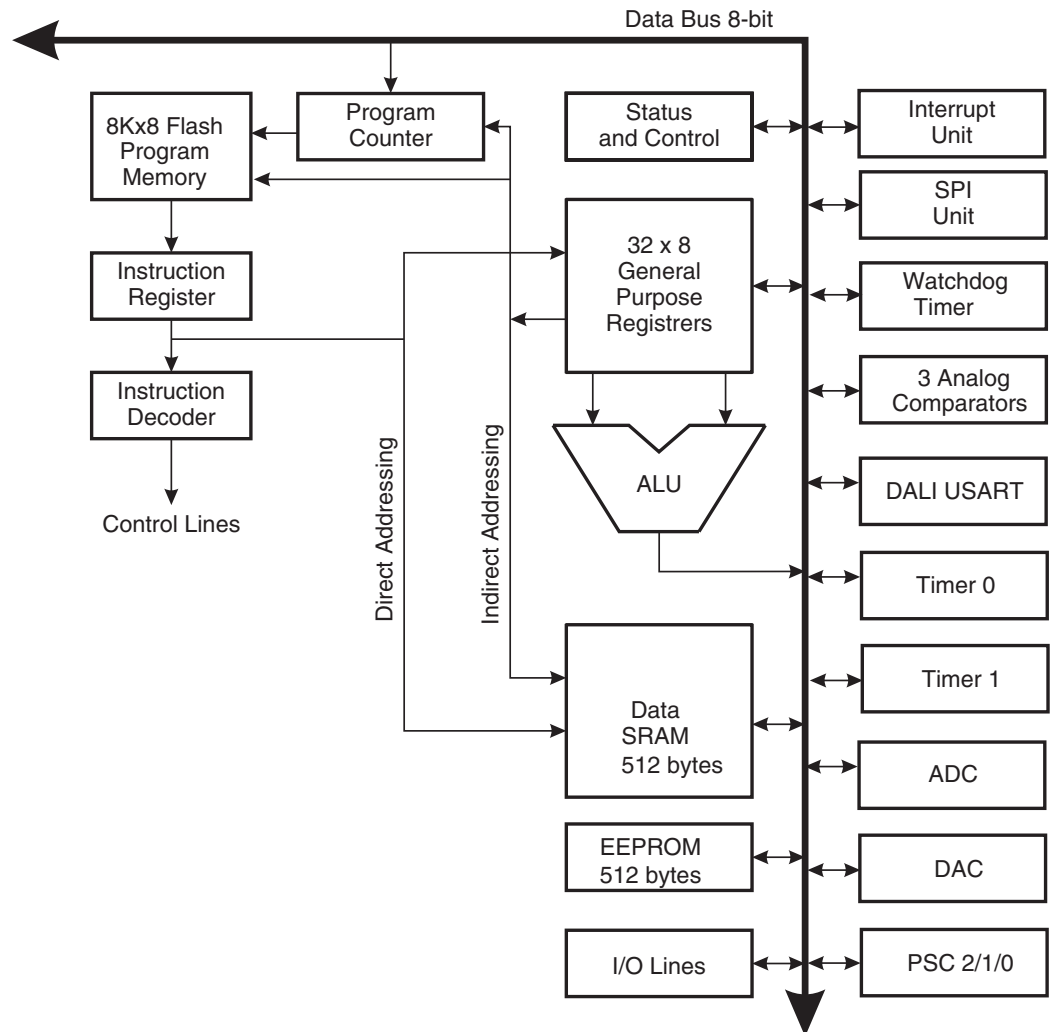 Data Bus 8-bit
8Kx8 Flash
Program
Memory
Program
Counter
Status
and Control
Interrupt
Unit
SPI
Unit
Instruction
Register
32 x 8
General
Purpose
Registrers
Watchdog
Timer
Instruction
Decoder
3 Analog
Comparators
Control Lines
Direct Addressing
Indirect Addressing
ALU
DALI USART
Timer 0
Timer 1
Data
SRAM
512 bytes
ADC
EEPROM
512 bytes
DAC
I/O Lines
PSC 2/1/0